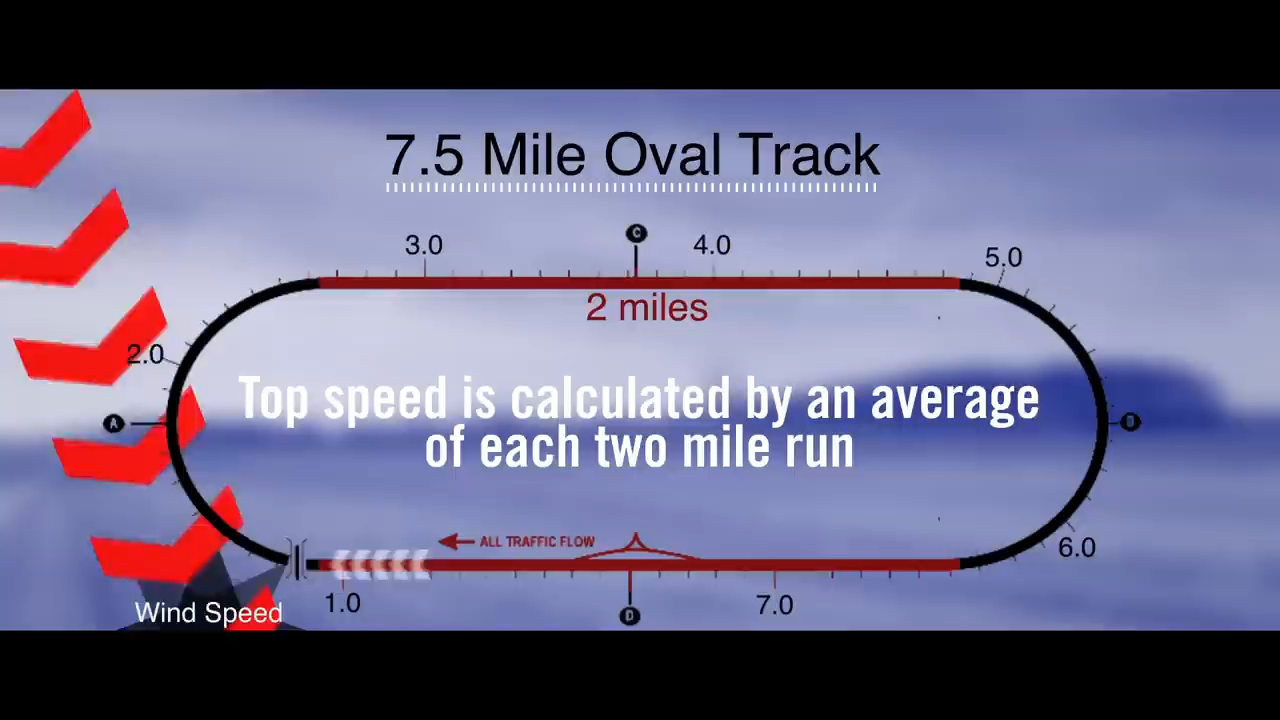 7.5 Mile Oval Track
C
3.0
4.0
5.0
2 miles
2.0
Top speed is calculated by an average
of each two mile run
A
ALL TRAFFIC FLOW
6.0
1.0
7.0
D
Wind Speed